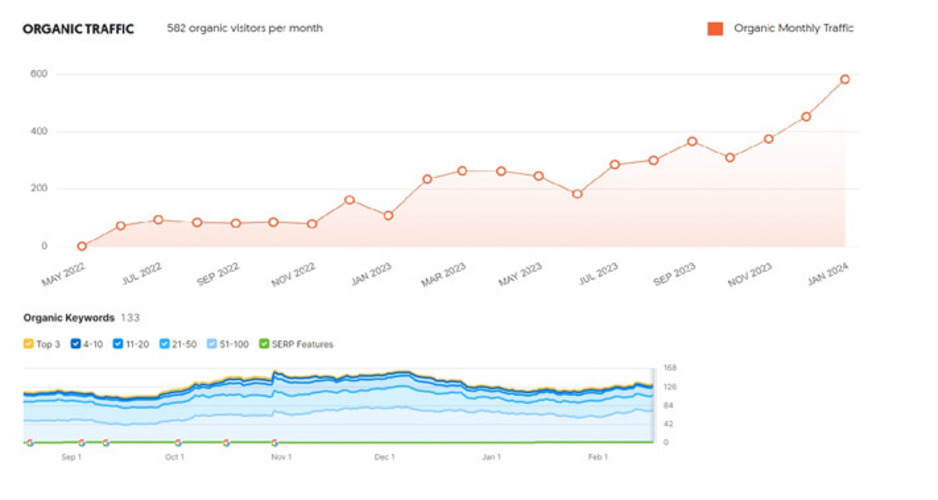 ORGANIC TRAFFIC 582 organic visitors per month Organic Monthly Traffic
600
400
200
0
MAY 2022 JUL 2022 SEP 2022 NOV 2022 JAN 2023 MAR 2023 MAY 2023 JUL 2023 SEP 2023 NOV 2023 JAN 2024
Organic Keywords 133
Top 3 4-10 11-20 21-50 51-100 SERP Features
168
126
84
42
0
Sep 1 Oct 1 Nov 1 Dec 1 Jan 1 Feb 1